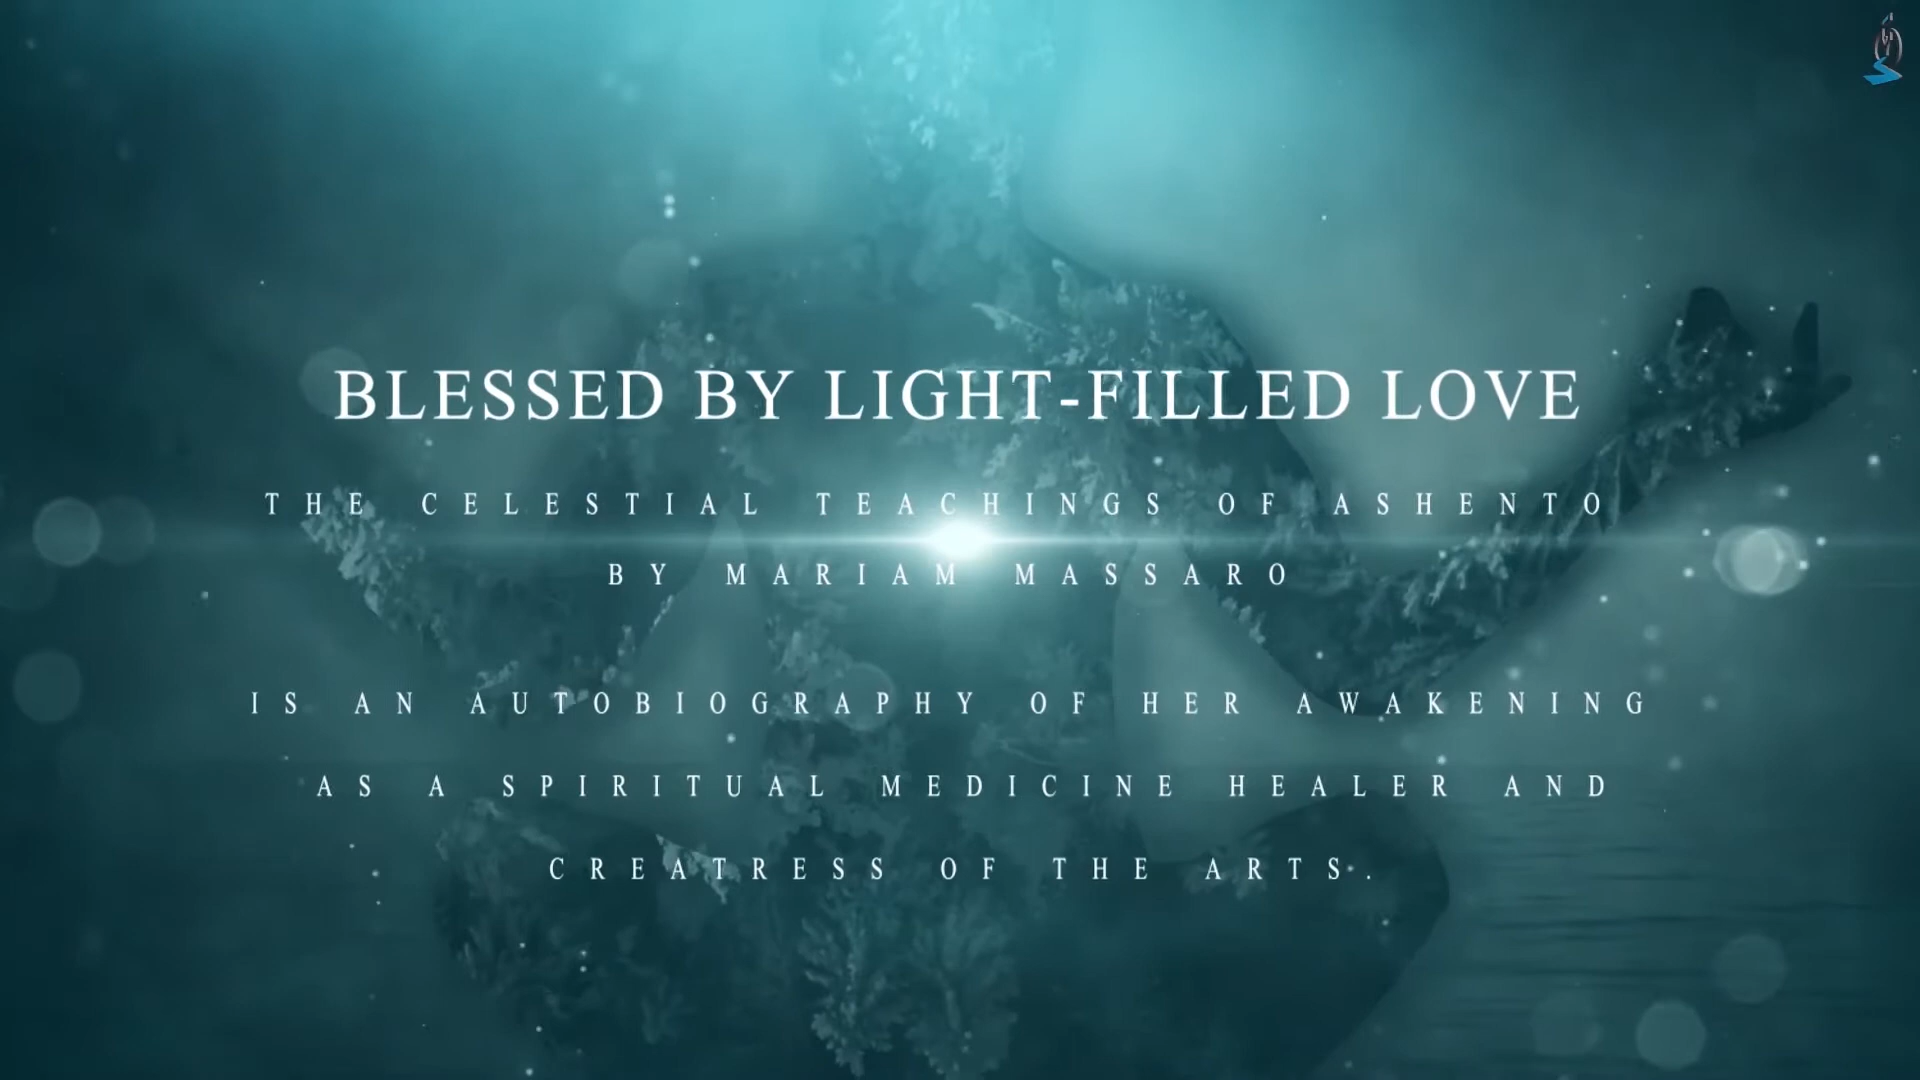 BLESSED BY LIGHT-FILLED LOVE
THE CELESTIAL TEACHINGS OF ASHENTO
BY MARIAM MASSARO
IS AN AUTOBIOGRAPHY OF HER AWAKENING
AS A SPIRITUAL MEDICINE HEALER AND
CREATRESS OF THE ARTS.